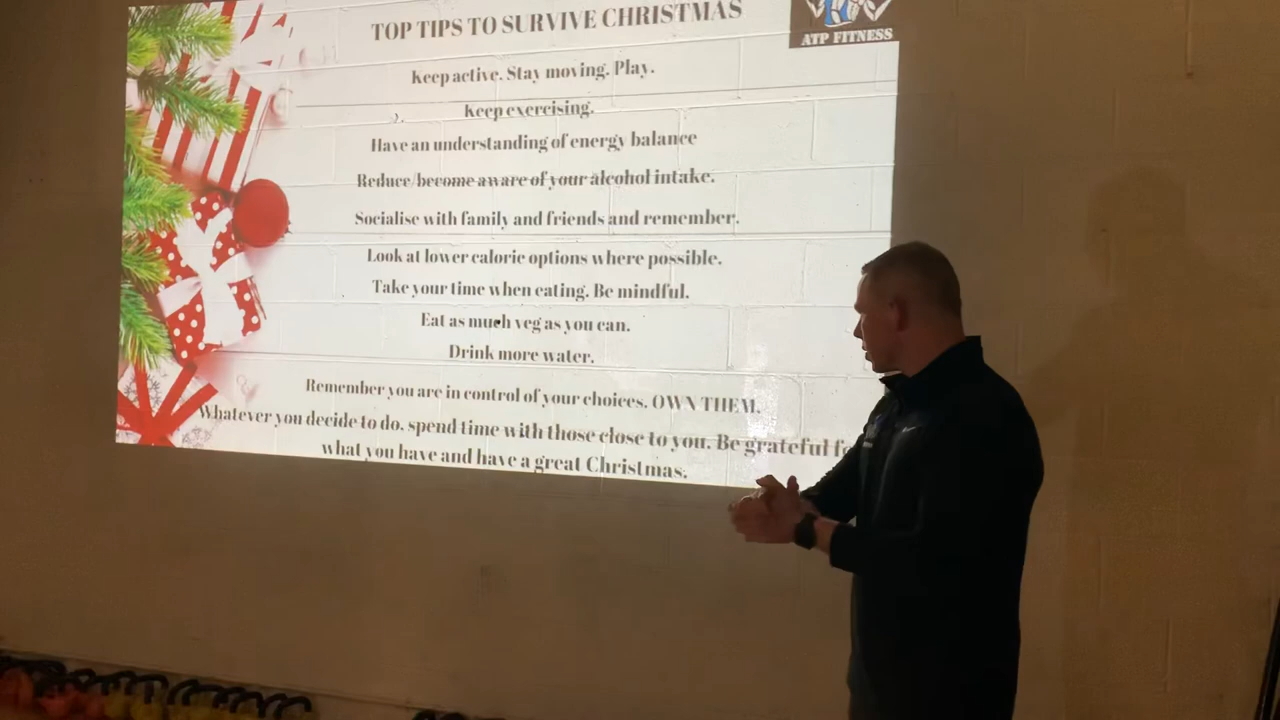 TOP TIPS TO SURVIVE CHRISTMAS
ATP FITNESS
Keep active. Stay moving. Play.
Keep exercising.
Have an understanding of energy balance
Reduce/become aware of your alcohol intake.
Socialise with family and friends and remember.
Look at lower calorie options where possible.
Take your time when eating. Be mindful.
Eat as much veg as you can.
Drink more water.
Remember you are in control of your choices. OWN THEM.
Whatever you decide to do, spend time with those close to you. Be grateful
what you have and have a great Christmas.